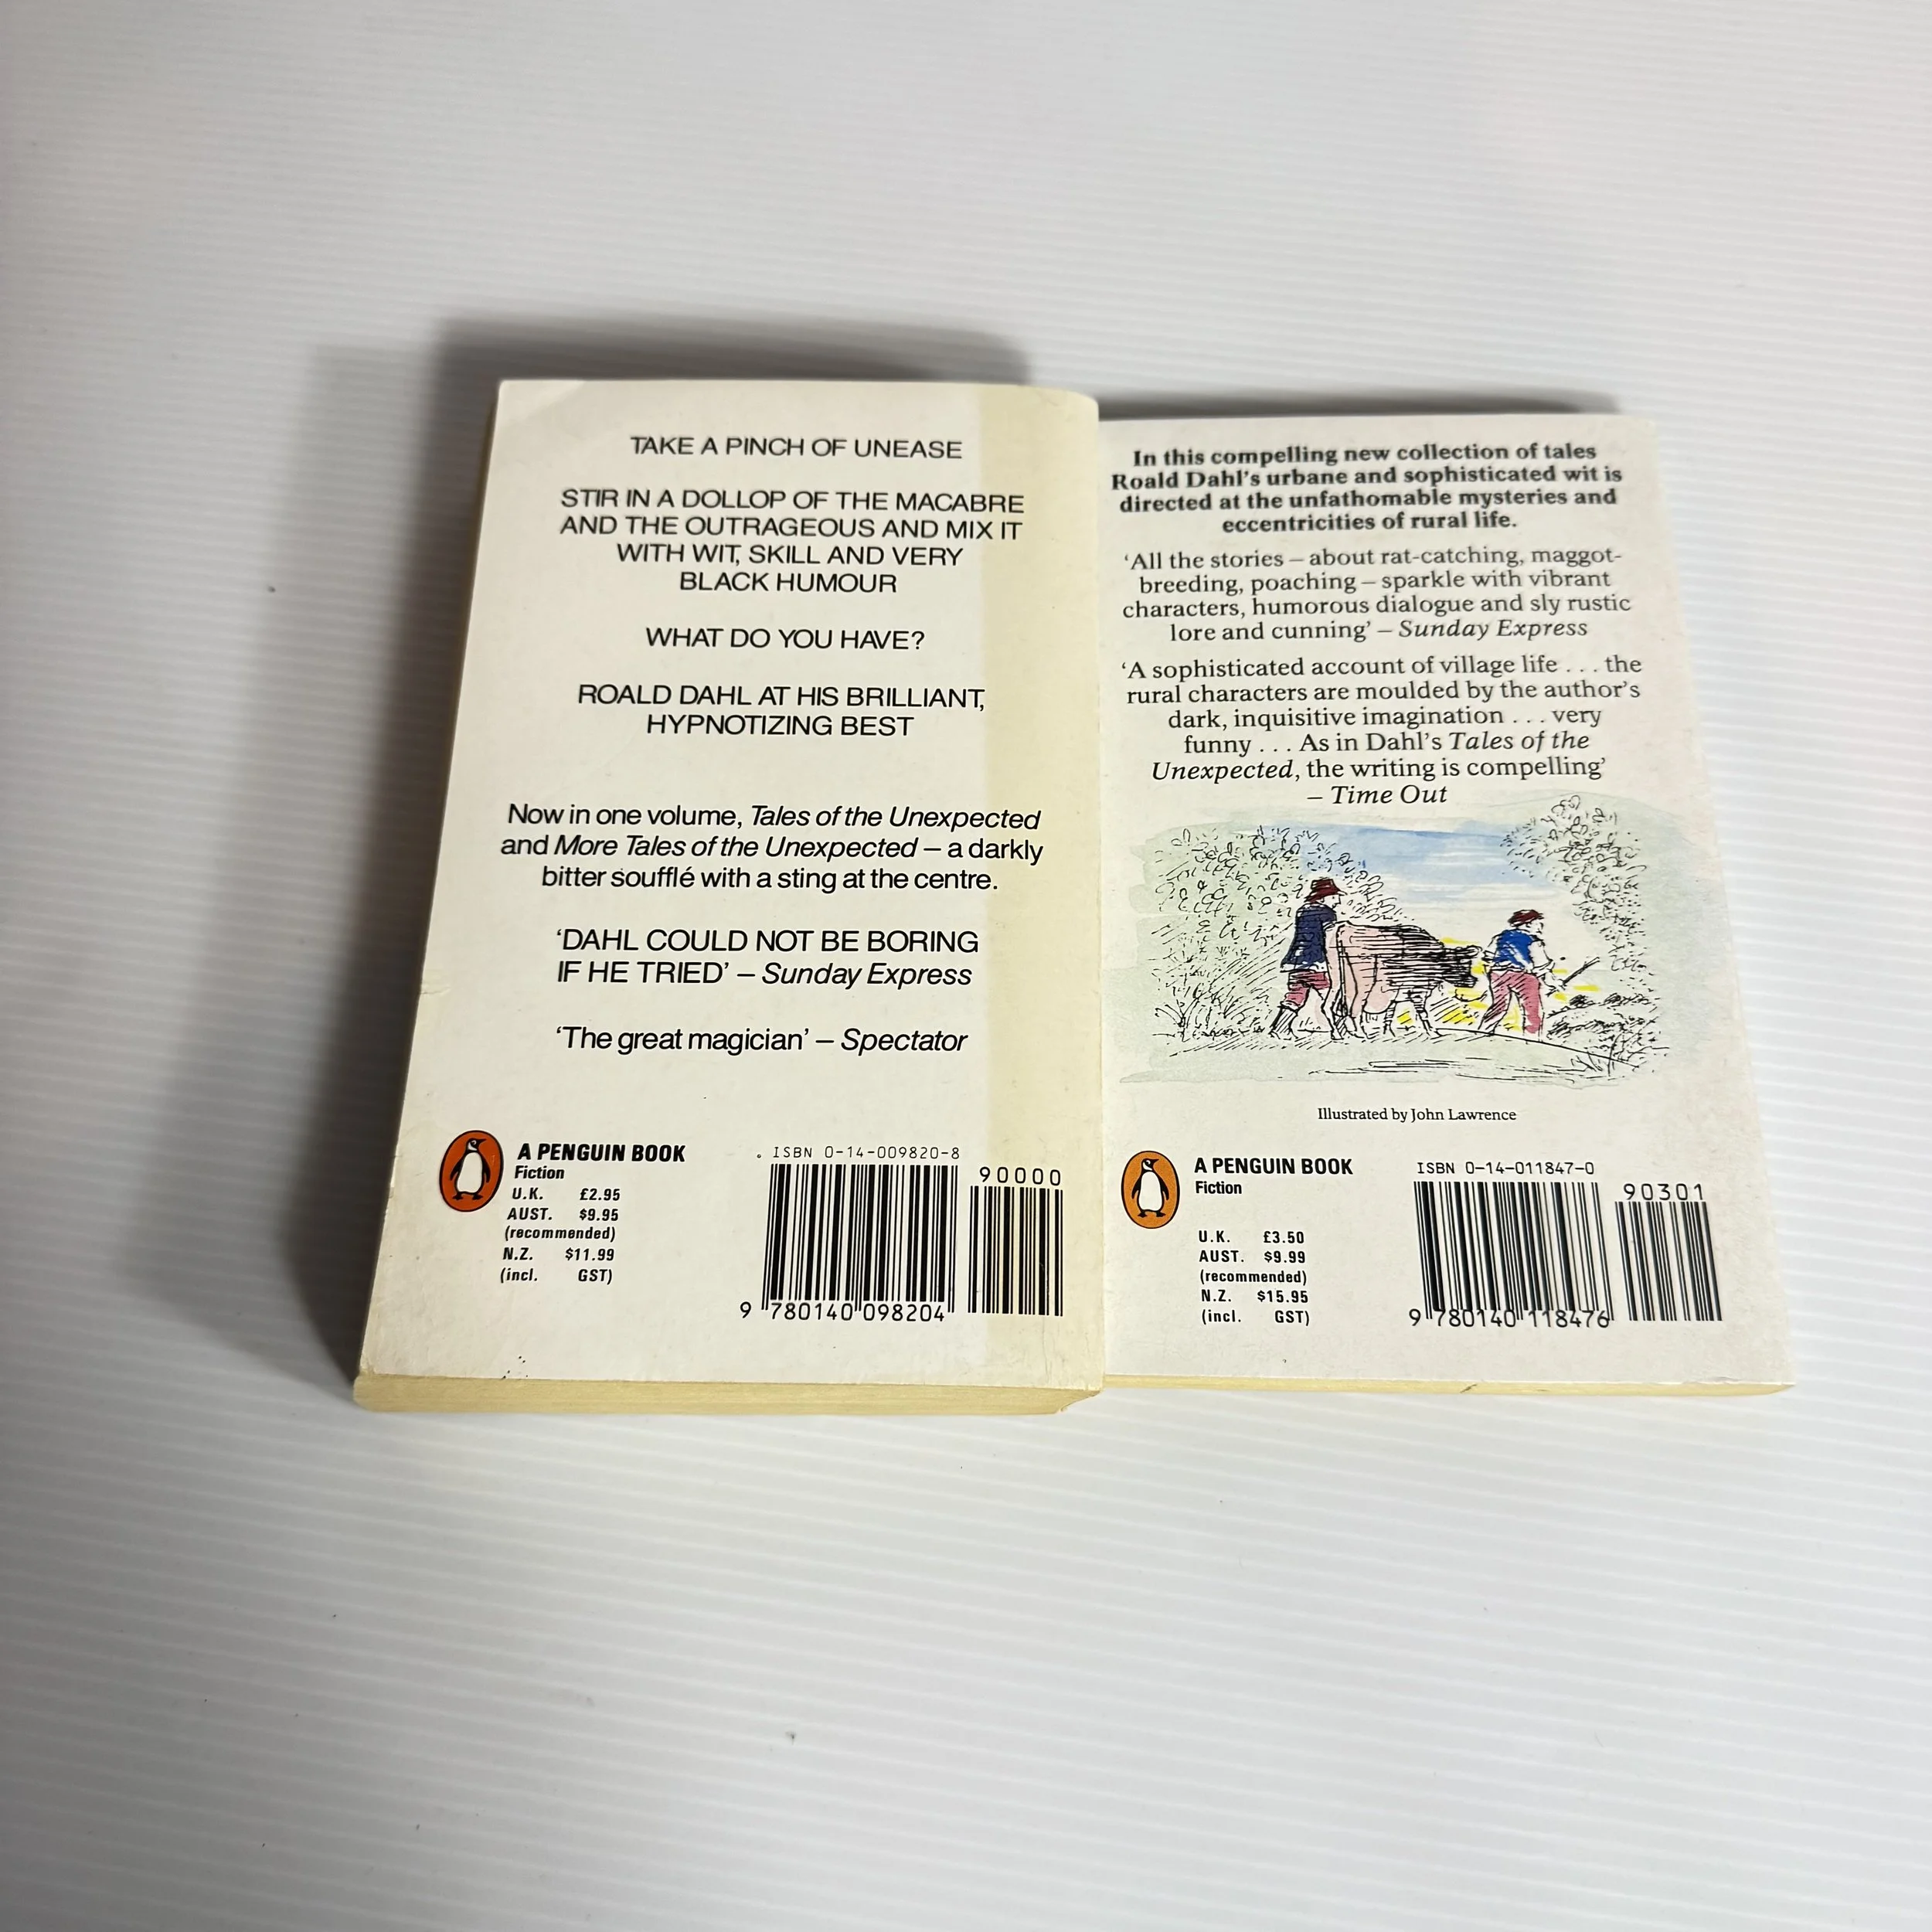 TAKE A PINCH OF UNEASE
STIR IN A DOLLOP OF THE MACABRE
AND THE OUTRAGEOUS AND MIX IT
WITH WIT, SKILL AND VERY
BLACK HUMOUR
WHAT DO YOU HAVE?
ROALD DAHL AT HIS BRILLIANT,
HYPNOTIZING BEST
Now in one volume, Tales of the Unexpected
and More Tales of the Unexpected – a darkly
bitter soufflé with a sting at the centre.
‘DAHL COULD NOT BE BORING
IF HE TRIED’ – Sunday Express
‘The great magician’ – Spectator
A PENGUIN BOOK
Fiction
U.K. £2.95
AUST. $9.95
(recommended)
N.Z. $11.99
(incl. GST)
ISBN 0-14-009820-8
90000
9 780140 098204
In this compelling new collection of tales
Roald Dahl’s urbane and sophisticated wit is
directed at the unfathomable mysteries and
eccentricities of rural life.
‘All the stories – about rat-catching, maggot-
breeding, poaching – sparkle with vibrant
characters, humorous dialogue and sly rustic
lore and cunning’ – Sunday Express
‘A sophisticated account of village life . . . the
rural characters are moulded by the author’s
dark, inquisitive imagination . . . very
funny . . . As in Dahl’s Tales of the
Unexpected, the writing is compelling’
– Time Out
Illustrated by John Lawrence
A PENGUIN BOOK
Fiction
U.K. £3.50
AUST. $9.99
(recommended)
N.Z. $15.95
(incl. GST)
ISBN 0-14-011847-0
90301
9 780140 118476